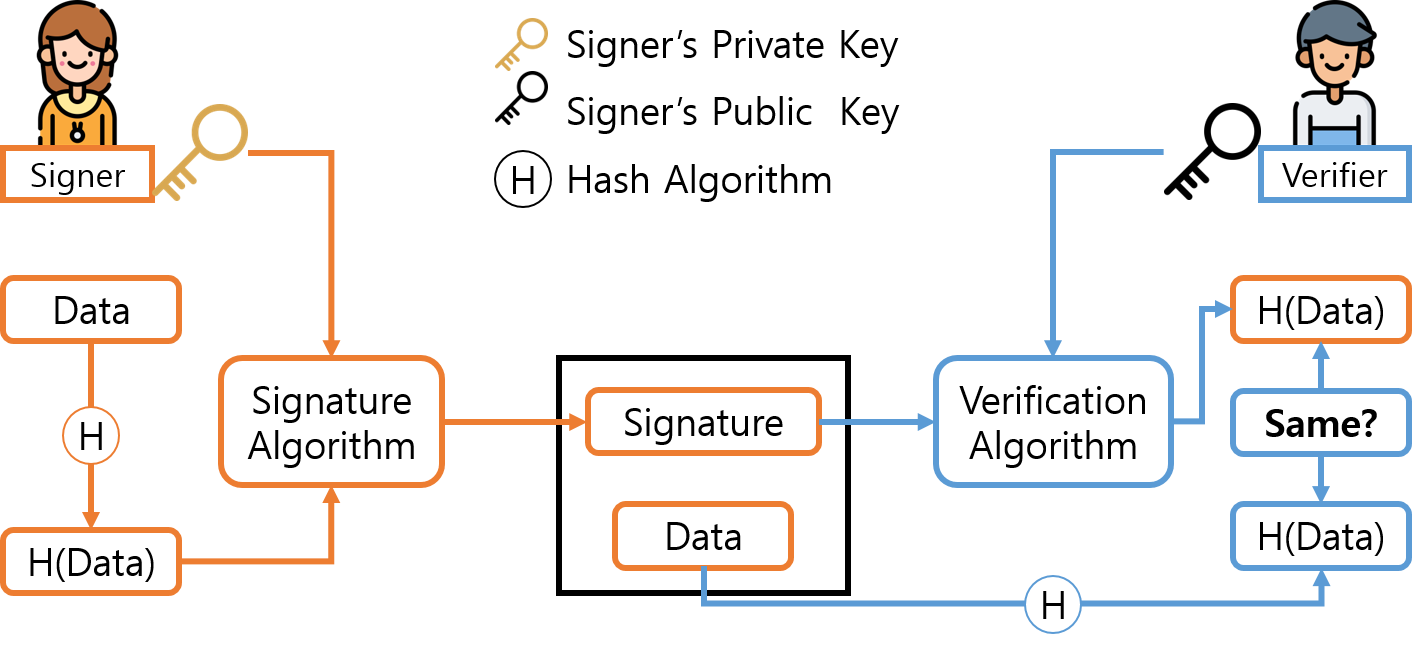 Signer's Private Key
Signer's Public Key
H Hash Algorithm
Signer
Verifier
Data
H
H(Data)
Signature
Algorithm
Signature
Data
Verification
Algorithm
H(Data)
Same?
H(Data)
H